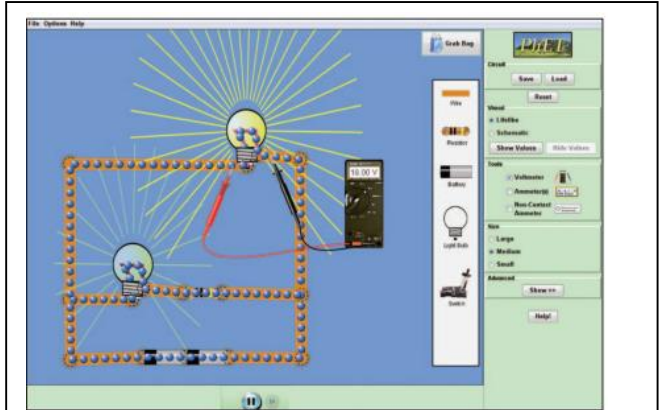 File Options Help
Grab Bag
Wire
Resistor
Battery
Light Bulb
Switch
18.00 V
PhET
Circuit
Save Load
Reset
Visual
Lifelike
Schematic
Show Values Hide Values
Tools
Voltmeter
Ammeter(s)
Non-Contact
Ammeter
Size
Large
Medium
Small
Advanced
Show >>
Help!